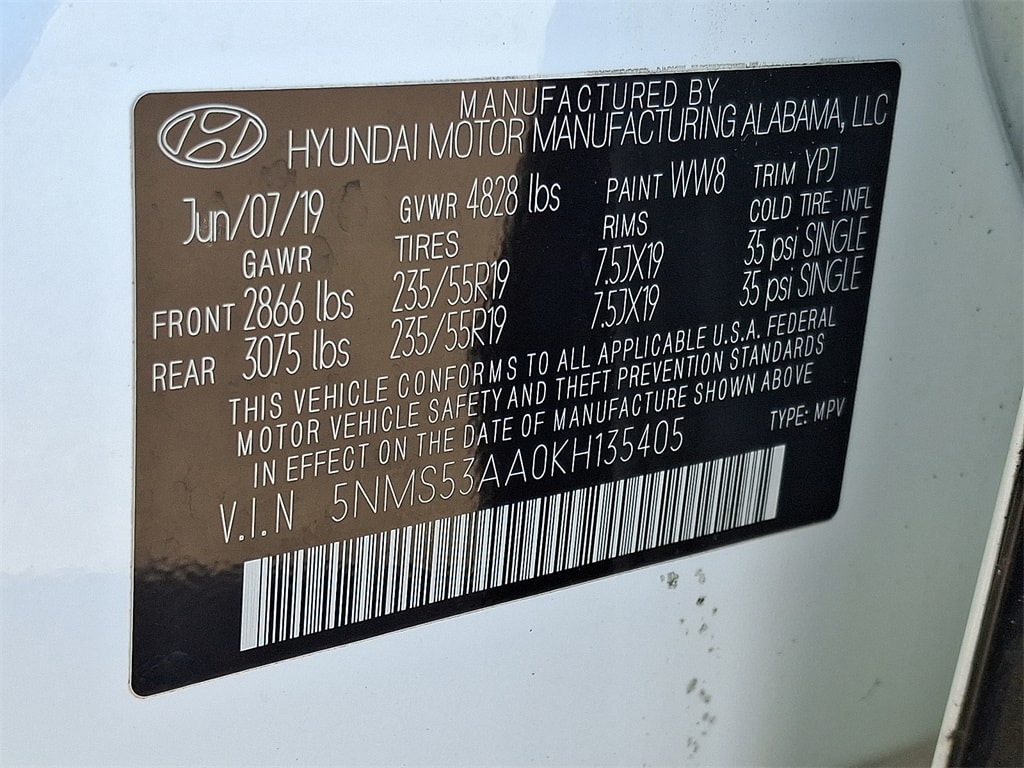 MANUFACTURED BY
HYUNDAI MOTOR MANUFACTURING ALABAMA, LLC
Jun/07/19 GVWR 4828 lbs PAINT WW8 TRIM YPJ
GAWR TIRES RIMS COLD TIRE-INFL
FRONT 2866 lbs 235/55R19 7.5JX19 35 psi SINGLE
REAR 3075 lbs 235/55R19 7.5JX19 35 psi SINGLE
THIS VEHICLE CONFORMS TO ALL APPLICABLE U.S.A. FEDERAL
MOTOR VEHICLE SAFETY AND THEFT PREVENTION STANDARDS
IN EFFECT ON THE DATE OF MANUFACTURE SHOWN ABOVE
V.I.N 5NMS53AA0KH135405 TYPE: MPV